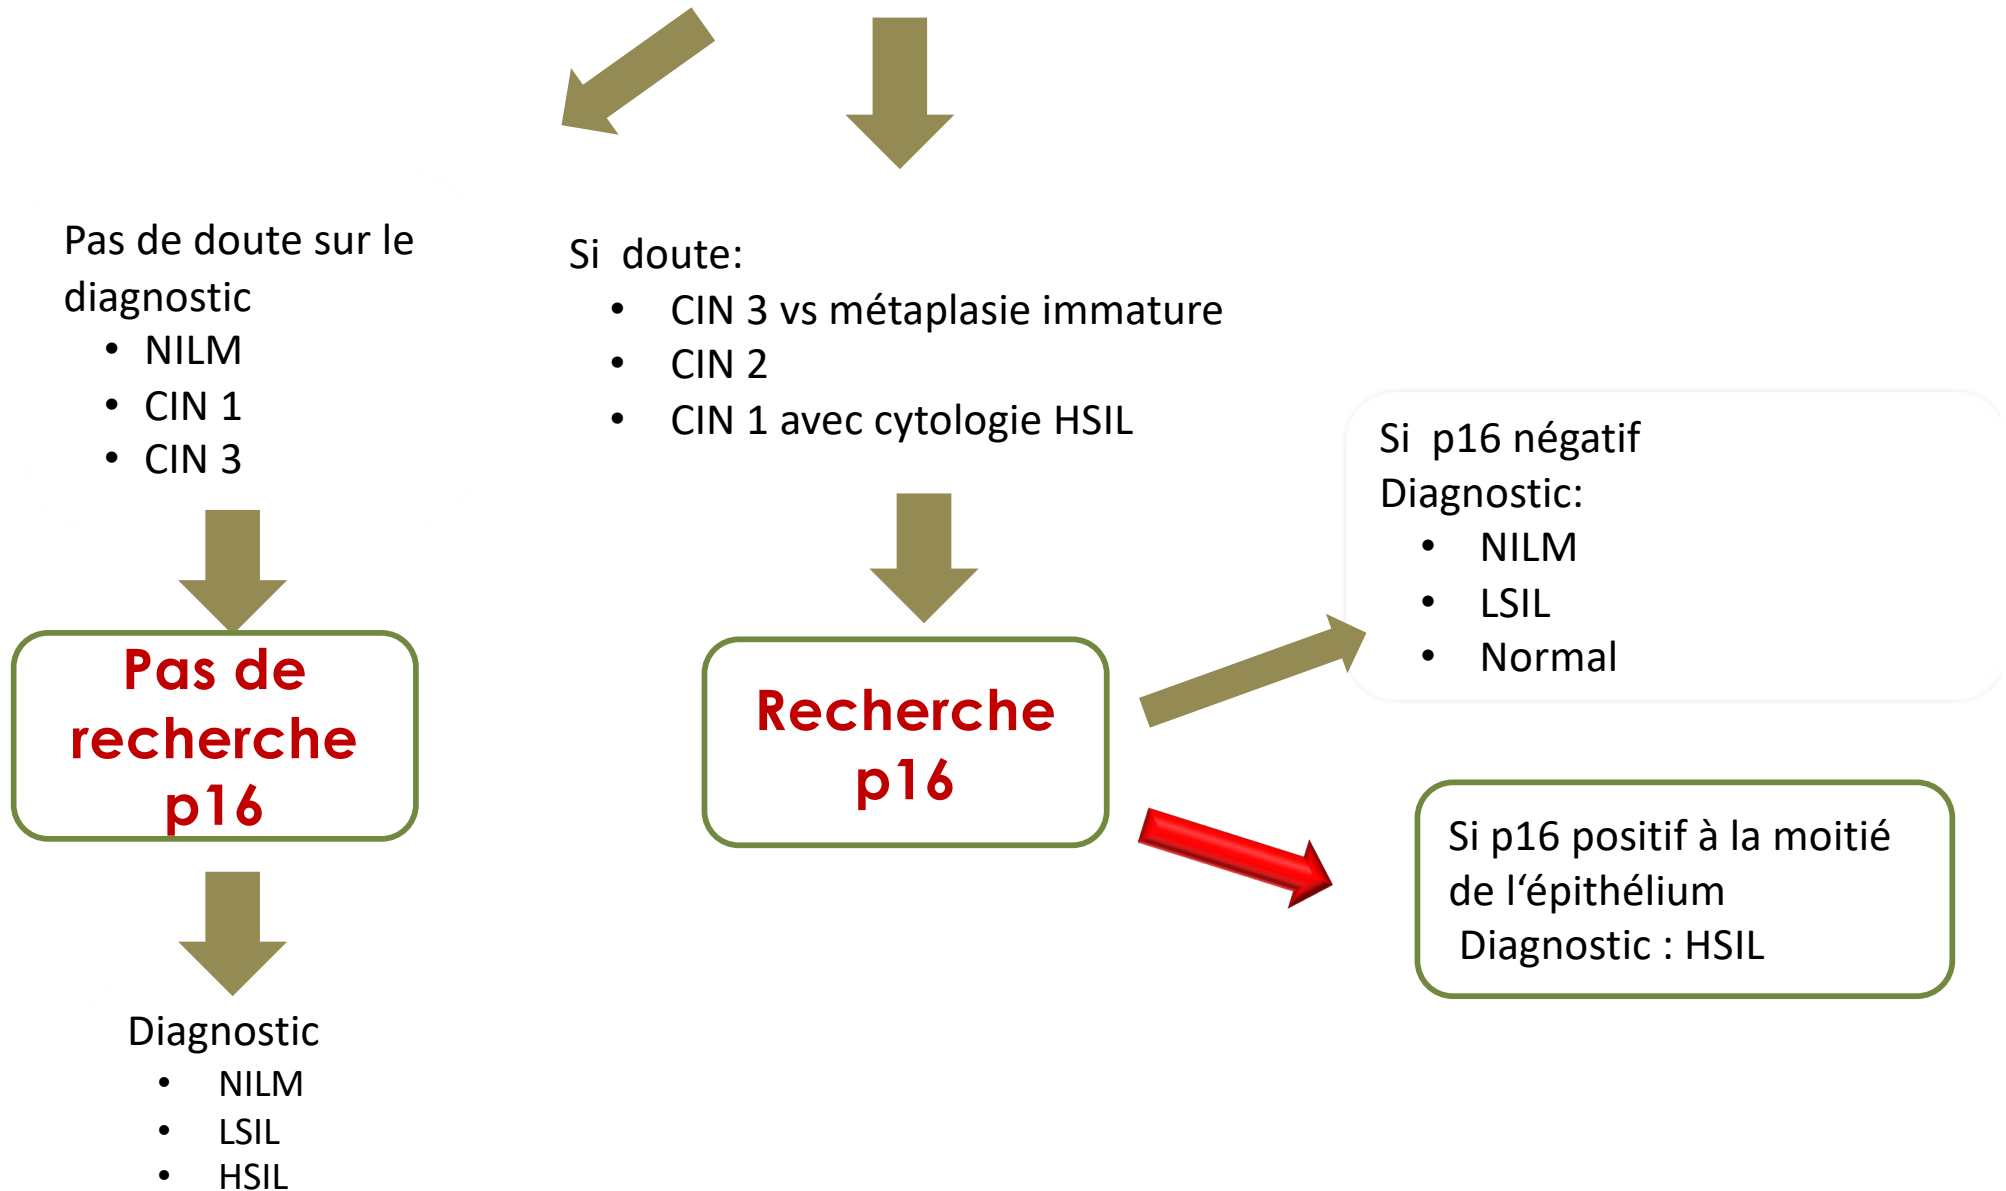 Pas de doute sur le
diagnostic
• NILM
• CIN 1
• CIN 3
Pas de
recherche
p16
Diagnostic
• NILM
• LSIL
• HSIL
Si doute:
• CIN 3 vs métaplasie immature
• CIN 2
• CIN 1 avec cytologie HSIL
Recherche
p16
Si p16 négatif
Diagnostic:
• NILM
• LSIL
• Normal
Si p16 positif à la moitié
de l‘épithélium
Diagnostic : HSIL